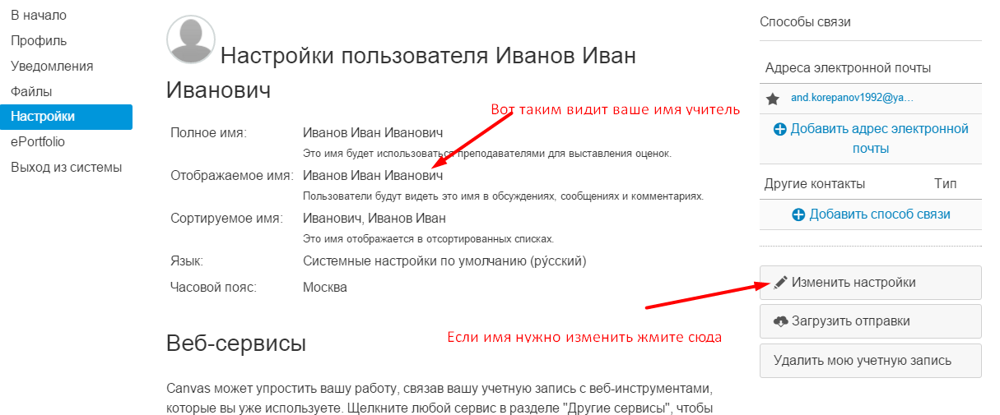 В начало
Профиль
Уведомления
Файлы
Настройки
ePortfolio
Выход из системы
Настройки пользователя Иванов Иван
Иванович
Вот таким видит ваше имя учитель
Полное имя: Иванов Иван Иванович
Это имя будет использоваться преподавателями для выставления оценок.
Отображаемое имя: Иванов Иван Иванович
Пользователи будут видеть это имя в обсуждениях, сообщениях и комментариях.
Сортируемое имя: Иванович, Иванов Иван
Это имя отображается в отсортированных списках.
Язык: Системные настройки по умолчанию (ру́сский)
Часовой пояс: Москва
Если имя нужно изменить жмите сюда
Веб-сервисы
Canvas может упростить вашу работу, связав вашу учетную запись с веб-инструментами,
которые вы уже используете. Щелкните любой сервис в разделе "Другие сервисы", чтобы
Способы связи
Адреса электронной почты
and.korepanov1992@ya...
Добавить адрес электронной
почты
Другие контакты Тип
Добавить способ связи
Изменить настройки
Загрузить отправки
Удалить мою учетную запись